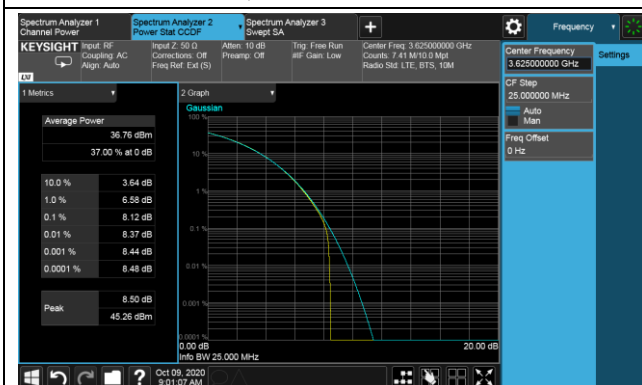 Spectrum Analyzer 1
Channel Power
Spectrum Analyzer 2
Power Stat CCDF
Spectrum Analyzer 3
Swept SA
Frequency
KEYSIGHT
Input: RF
Coupling: AC
Align: Auto
Input Z: 50 Ω
Corrections: Off
Freq Ref: Ext (S)
Atten: 10 dB
Preamp: Off
Trig: Free Run
#IF Gain: Low
Center Freq: 3.625000000 GHz
Counts: 7.41 M/10.0 Mpt
Radio Std: LTE, BTS, 10M
LXI
Center Frequency
3.625000000 GHz
Settings
CF Step
25.000000 MHz
Auto
Man
Freq Offset
0 Hz
1 Metrics
2 Graph
Gaussian
Average Power
36.76 dBm
37.00 % at 0 dB
10.0 % 3.64 dB
1.0 % 6.58 dB
0.1 % 8.12 dB
0.01 % 8.37 dB
0.001 % 8.44 dB
0.0001 % 8.48 dB
Peak
8.50 dB
45.26 dBm
100 %
10 %
1 %
0.1 %
0.01 %
0.001 %
0.0001 %
0.00 dB
20.00 dB
Info BW 25.000 MHz
Oct 09, 2020
9:01:07 AM